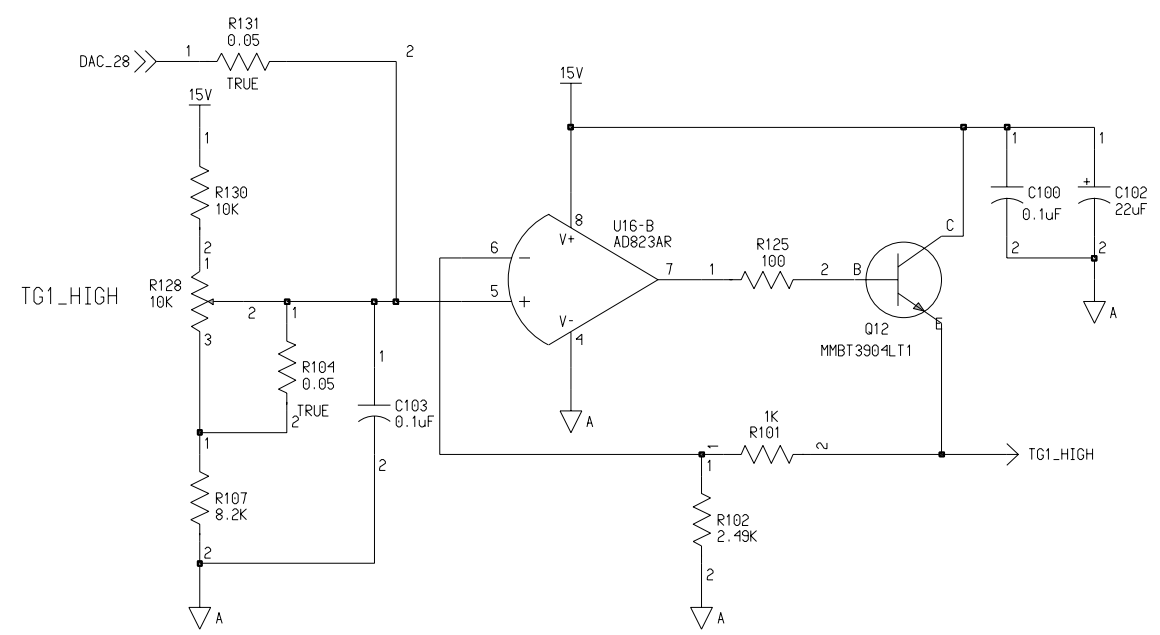 R131
0.05
DAC_28
1
2
TRUE
15V
15V
1
1
1
R130
10K
C100
0.1uF
C102
22uF
+
2
1
8
U16-B
AD823AR
V+
C
6
R125
100
2
2
TG1_HIGH
R128
10K
7
1
2
B
5
2
1
3
V-
4
E
1
Q12
MMBT3904LT1
A
R104
0.05
TRUE
2
C103
0.1uF
A
1K
R101
1
2
TG1_HIGH
1
1
2
R107
8.2K
R102
2.49K
2
2
A
A